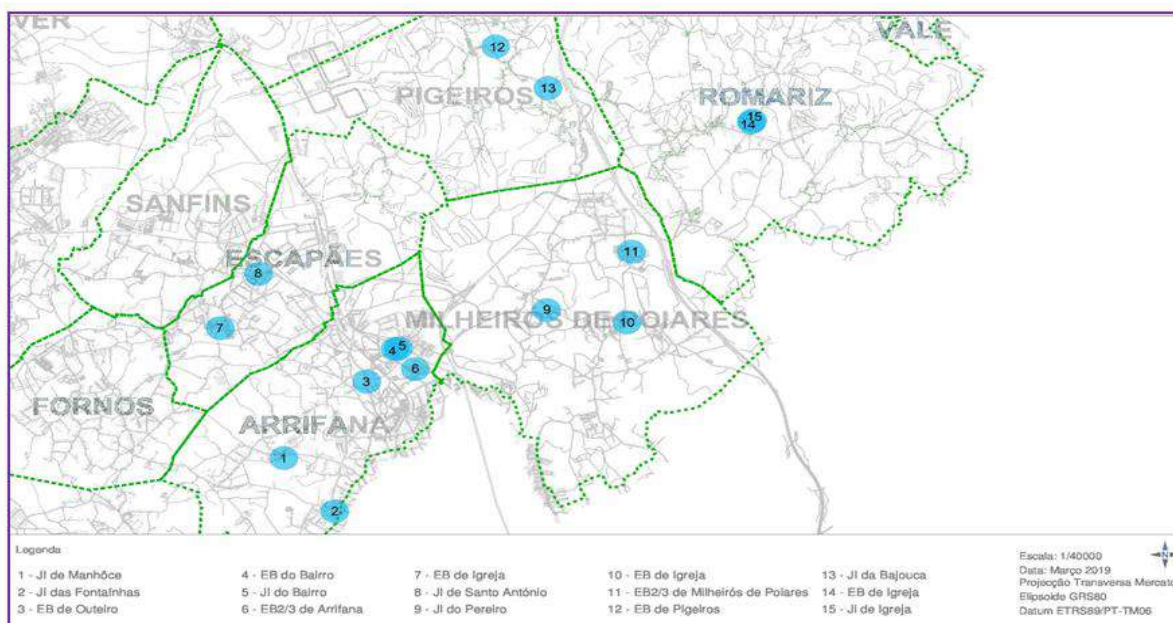 VER
VALE
12
PIGEIROS
13
ROMARIZ
15
14
SANFINS
ESCAPÃES
8
11
7
9
10
MILHEIROS DE POIARES
4 5
6
3
FORNOS
ARRIFANA
1
2
Legenda
1 - JI de Manhôce
2 - JI das Fontaínhas
3 - EB de Outeiro
4 - EB do Bairro
5 - JI do Bairro
6 - EB2/3 de Arrifana
7 - EB de Igreja
8 - JI de Santo António
9 - JI do Pereiro
10 - EB de Igreja
11 - EB2/3 de Milheirós de Poiares
12 - EB de Pigeiros
13 - JI da Bajouca
14 - EB de Igreja
15 - JI de Igreja
Escala: 1/40000
Data: Março 2019
Projecção Transversa Mercato
Elipsoide GRS80
Datum ETRS89/PT-TM06
N